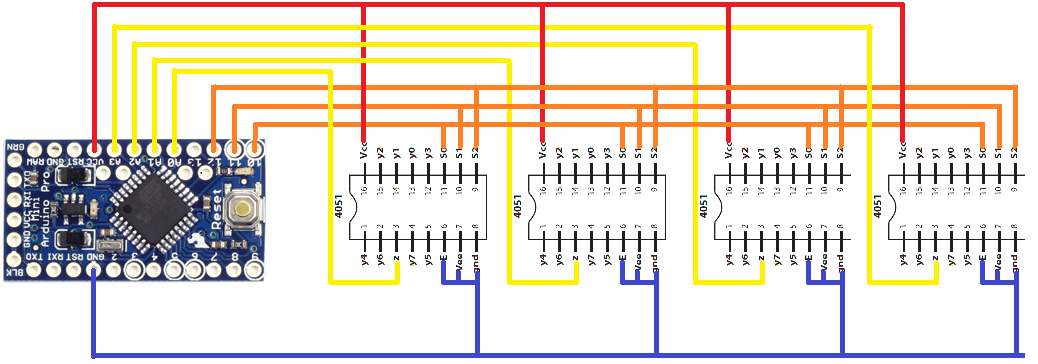 GRN
RAW GND RST VCC A3 A2 A1 A0 13 12 11 10
Arduino Pro
Mini
Reset
GND VCC RXI TXO
BLK
TXO RXI RST GND 2 3 4 5 6 7 8 9
Vcc y2 y1 y0 y3 S0 S1 S2
16 15 14 13 12 11 10 9
4051
1 2 3 4 5 6 7 8
y4 y6 z y7 y5 E Vee gnd
Vcc y2 y1 y0 y3 S0 S1 S2
16 15 14 13 12 11 10 9
4051
1 2 3 4 5 6 7 8
y4 y6 z y7 y5 E Vee gnd
Vcc y2 y1 y0 y3 S0 S1 S2
16 15 14 13 12 11 10 9
4051
1 2 3 4 5 6 7 8
y4 y6 z y7 y5 E Vee gnd
Vcc y2 y1 y0 y3 S0 S1 S2
16 15 14 13 12 11 10 9
4051
1 2 3 4 5 6 7 8
y4 y6 z y7 y5 E Vee gnd